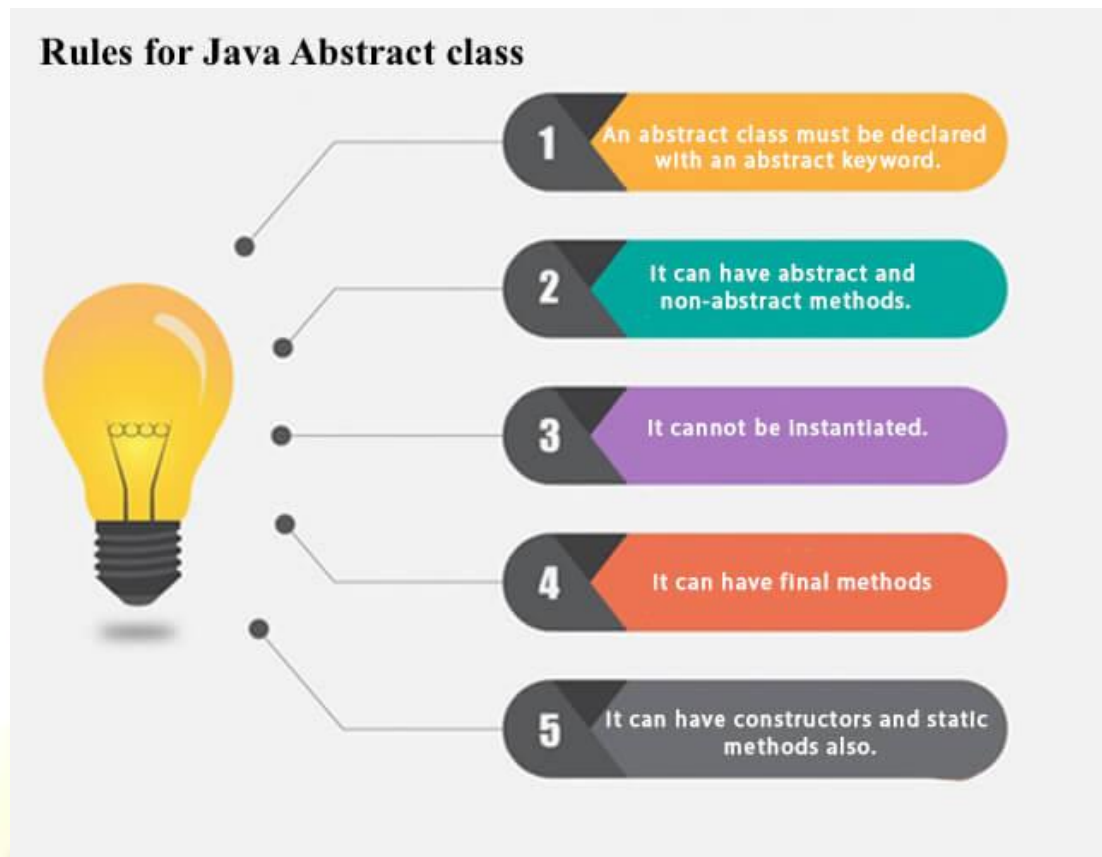 Rules for Java Abstract class
1
An abstract class must be declared
with an abstract keyword.
2
It can have abstract and
non-abstract methods.
3
It cannot be instantiated.
4
It can have final methods
5
It can have constructors and static
methods also.